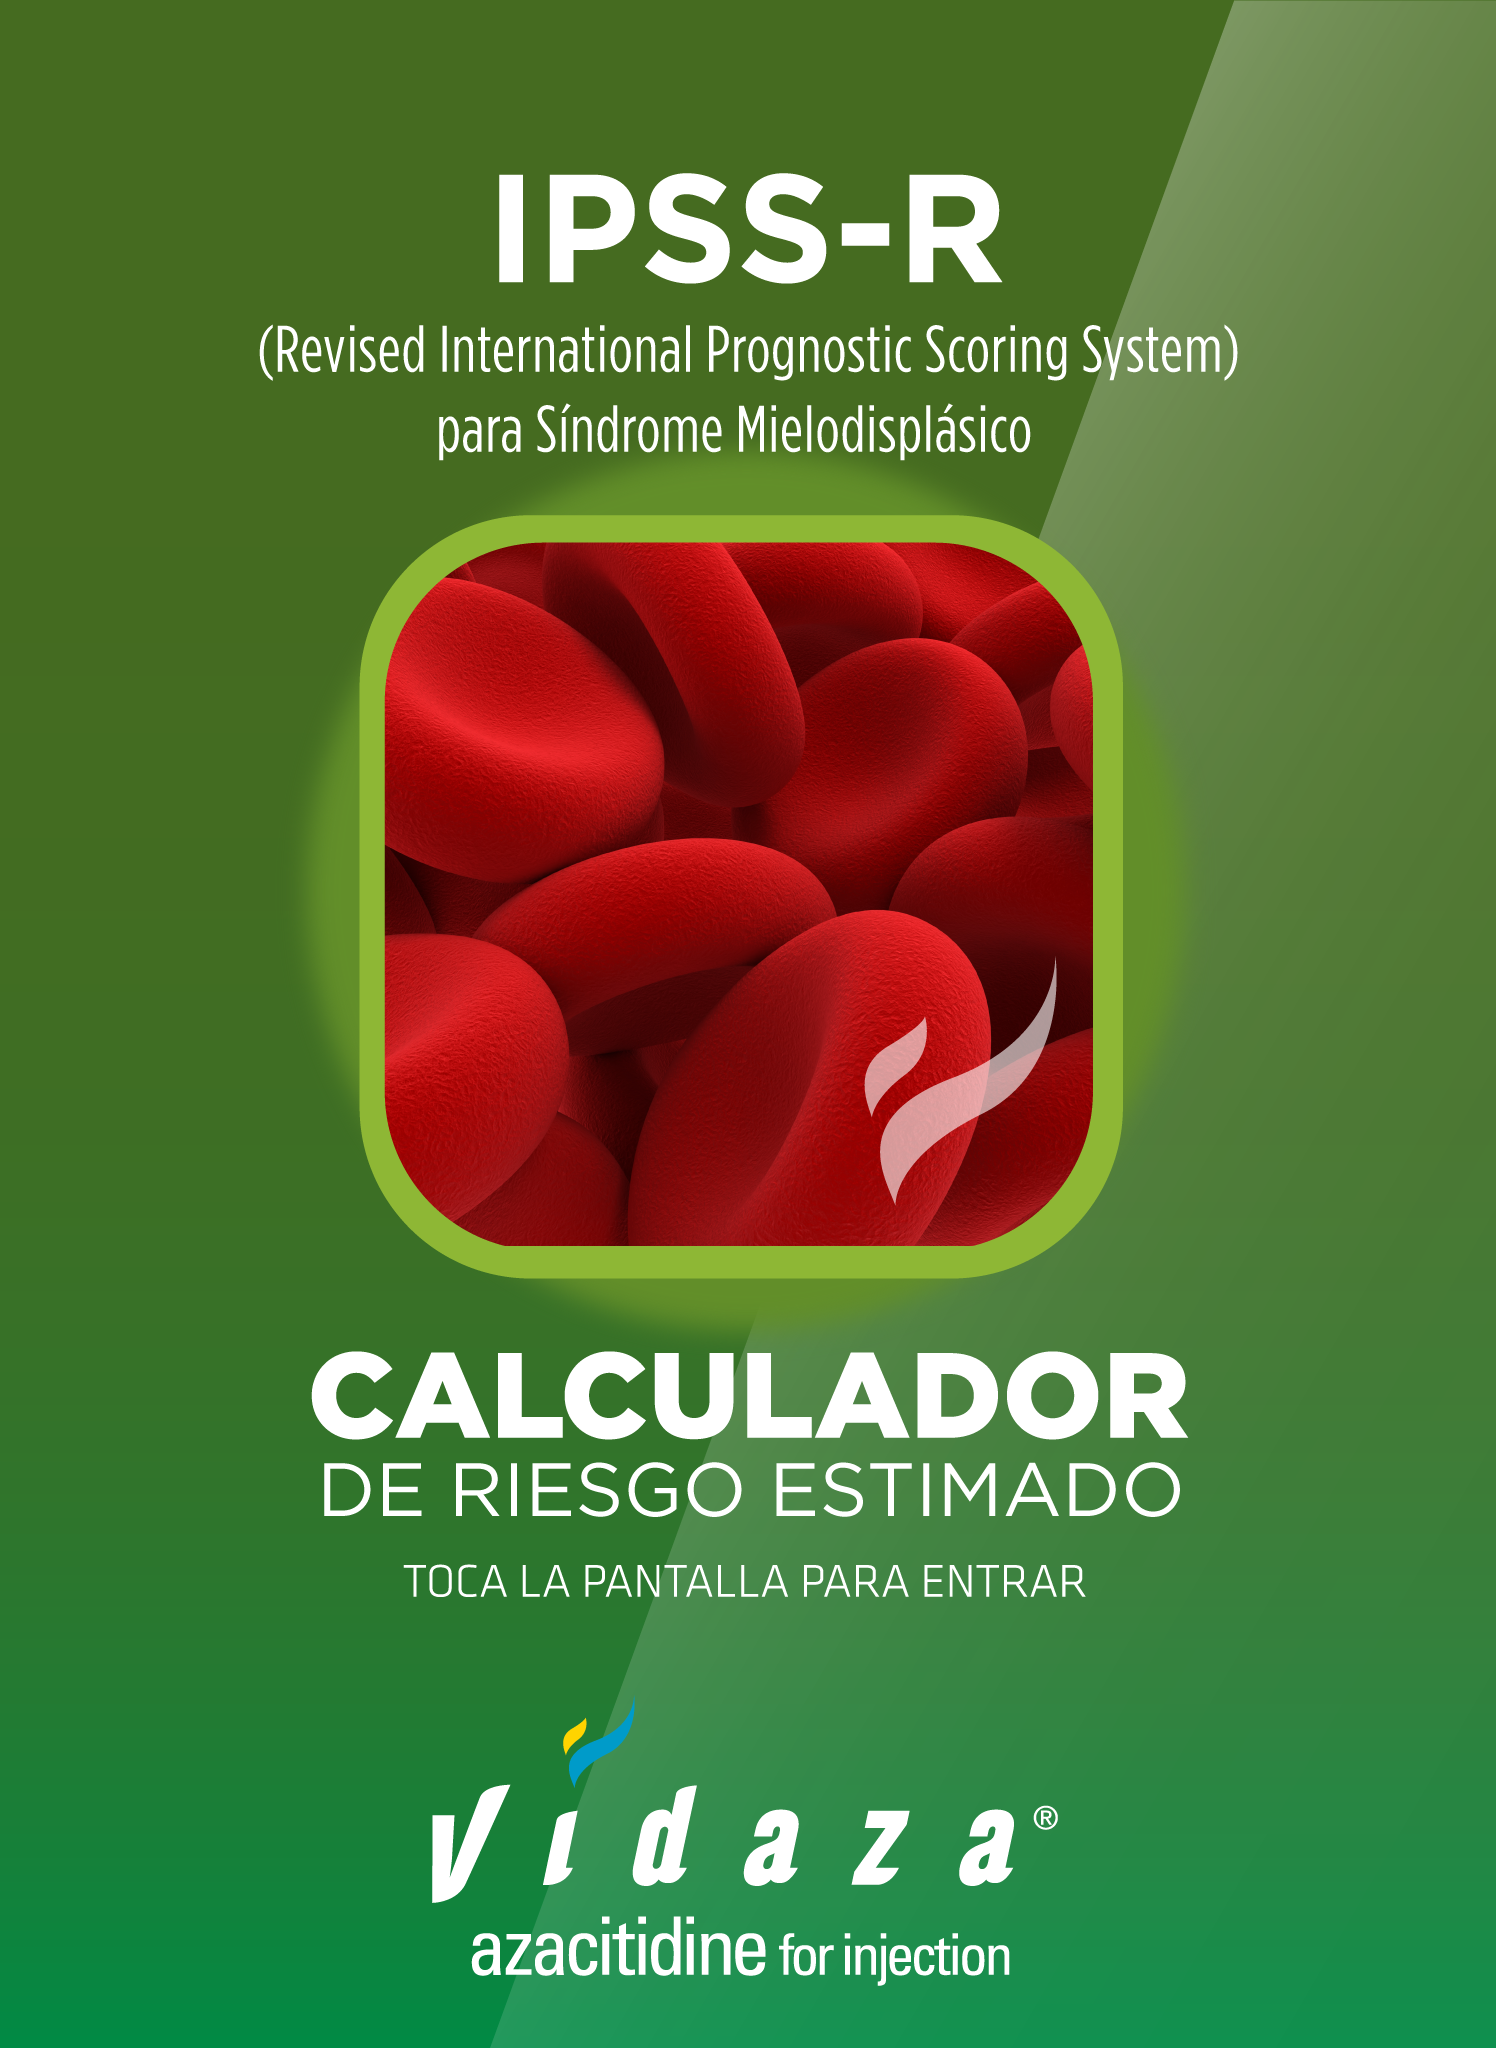 IPSS-R
(Revised International Prognostic Scoring System)
para Síndrome Mielodisplásico
CALCULADOR
DE RIESGO ESTIMADO
TOCA LA PANTALLA PARA ENTRAR
Vidaza®
azacitidine for injection